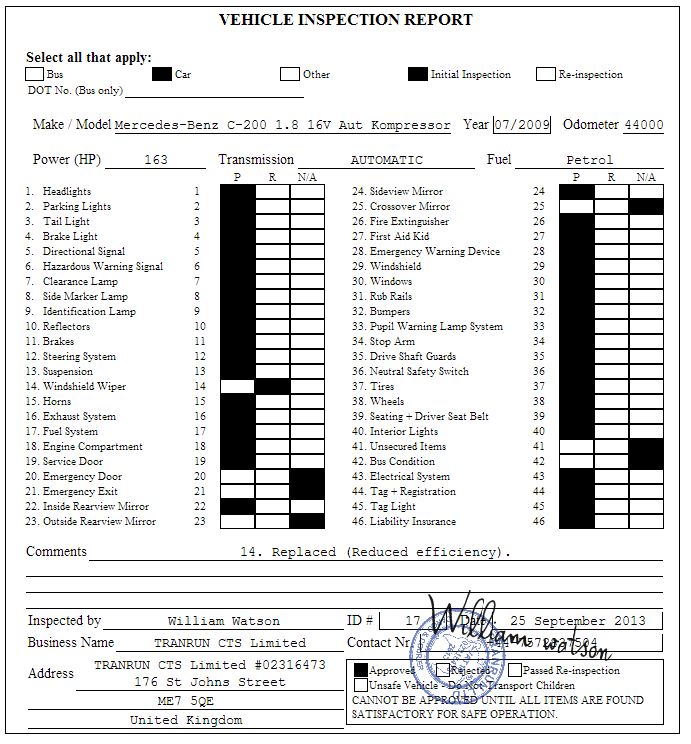 VEHICLE INSPECTION REPORT
Select all that apply:
Bus Car Other Initial Inspection Re-inspection
DOT No. (Bus only)
Make / Model Mercedes-Benz C-200 1.8 16V Aut Kompressor Year 07/2009 Odometer 44000
Power (HP) 163 Transmission AUTOMATIC Fuel Petrol
P R N/A P R N/A
1. Headlights 1 24. Sideview Mirror 24
2. Parking Lights 2 25. Crossover Mirror 25
3. Tail Light 3 26. Fire Extinguisher 26
4. Brake Light 4 27. First Aid Kid 27
5. Directional Signal 5 28. Emergency Warning Device 28
6. Hazardous Warning Signal 6 29. Windshield 29
7. Clearance Lamp 7 30. Windows 30
8. Side Marker Lamp 8 31. Rub Rails 31
9. Identification Lamp 9 32. Bumpers 32
10. Reflectors 10 33. Pupil Warning Lamp System 33
11. Brakes 11 34. Stop Arm 34
12. Steering System 12 35. Drive Shaft Guards 35
13. Suspension 13 36. Neutral Safety Switch 36
14. Windshield Wiper 14 37. Tires 37
15. Horns 15 38. Wheels 38
16. Exhaust System 16 39. Seating + Driver Seat Belt 39
17. Fuel System 17 40. Interior Lights 40
18. Engine Compartment 18 41. Unsecured Items 41
19. Service Door 19 42. Bus Condition 42
20. Emergency Door 20 43. Electrical System 43
21. Emergency Exit 21 44. Tag + Registration 44
22. Inside Rearview Mirror 22 45. Tag Light 45
23. Outside Rearview Mirror 23 46. Liability Insurance 46
Comments 14. Replaced (Reduced efficiency).
Inspected by William Watson ID # 17 Date 25 September 2013
William Watson
Business Name TRANRUN CTS Limited Contact Nr
Address TRANRUN CTS Limited #02316473
176 St Johns Street
ME7 5QE
United Kingdom
Approved Rejected Passed Re-inspection
Unsafe Vehicle - Do Not Transport Children
CANNOT BE APPROVED UNTIL ALL ITEMS ARE FOUND
SATISFACTORY FOR SAFE OPERATION.